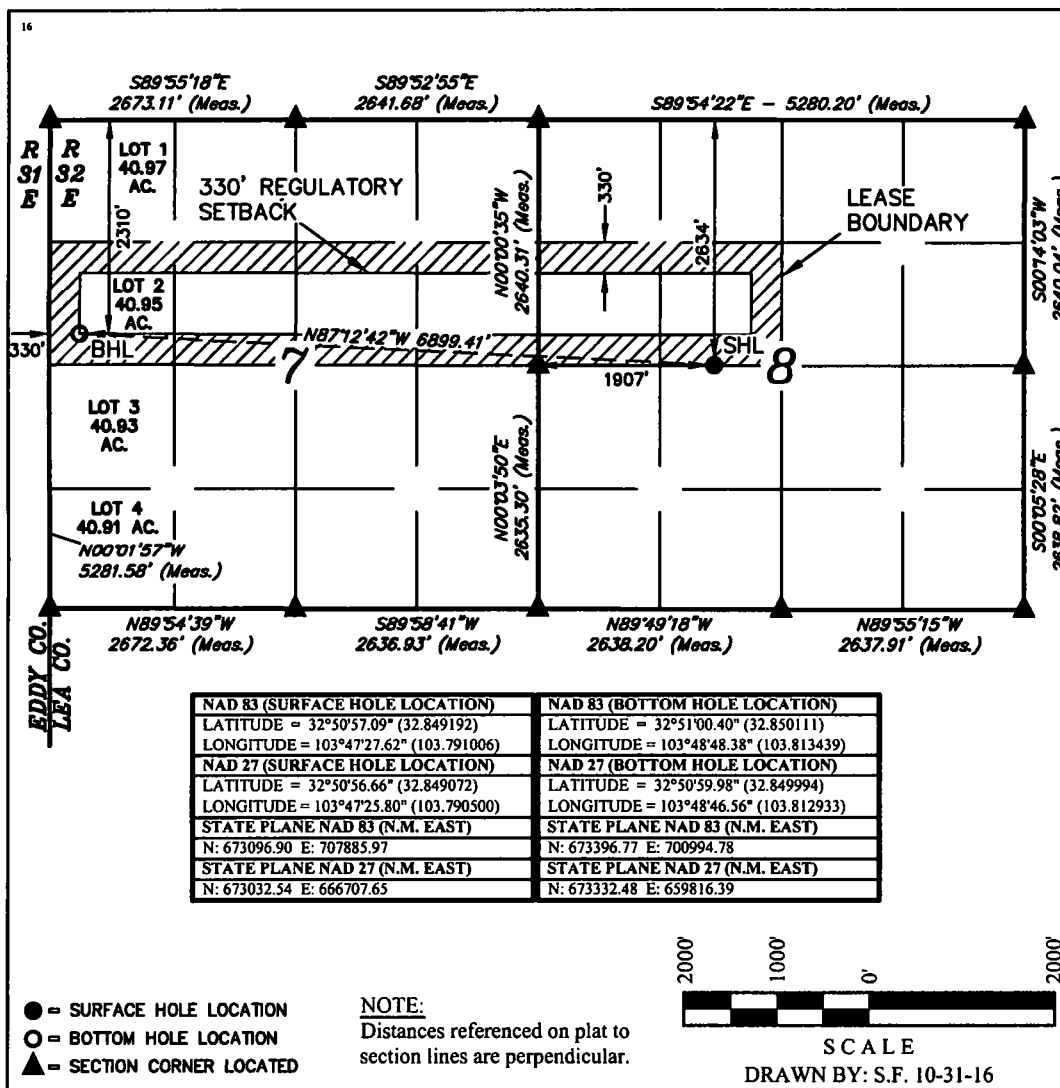 16
S89°55'18"E
2673.11' (Meas.)
S89°52'55"E
2641.68' (Meas.)
S89°54'22"E – 5280.20' (Meas.)
R
31
E
R
32
E
LOT 1
40.97
AC.
2310'
330' REGULATORY
SETBACK
N00°00'35"W
2640.31' (Meas.)
330'
2634'
LEASE
BOUNDARY
S00°14'03"W
2640.04' (Meas.)
LOT 2
40.95
AC.
330'
BHL
N87°12'42"W 6899.41'
SHL
7
8
1907'
LOT 3
40.93
AC.
N00°03'50"E
2635.30' (Meas.)
S00°05'28"E
2638.82' (Meas.)
LOT 4
40.91 AC.
N00°01'57"W
5281.58' (Meas.)
N89°54'39"W
2672.36' (Meas.)
S89°58'41"W
2636.93' (Meas.)
N89°49'18"W
2638.20' (Meas.)
N89°55'15"W
2637.91' (Meas.)
EDDY CO.
LEA CO.
NAD 83 (SURFACE HOLE LOCATION)
LATITUDE = 32°50'57.09" (32.849192)
LONGITUDE = 103°47'27.62" (103.791006)
NAD 27 (SURFACE HOLE LOCATION)
LATITUDE = 32°50'56.66" (32.849072)
LONGITUDE = 103°47'25.80" (103.790500)
STATE PLANE NAD 83 (N.M. EAST)
N: 673096.90 E: 707885.97
STATE PLANE NAD 27 (N.M. EAST)
N: 673032.54 E: 666707.65
NAD 83 (BOTTOM HOLE LOCATION)
LATITUDE = 32°51'00.40" (32.850111)
LONGITUDE = 103°48'48.38" (103.813439)
NAD 27 (BOTTOM HOLE LOCATION)
LATITUDE = 32°50'59.98" (32.849994)
LONGITUDE = 103°48'46.56" (103.812933)
STATE PLANE NAD 83 (N.M. EAST)
N: 673396.77 E: 700994.78
STATE PLANE NAD 27 (N.M. EAST)
N: 673332.48 E: 659816.39
= SURFACE HOLE LOCATION
= BOTTOM HOLE LOCATION
= SECTION CORNER LOCATED
NOTE:
Distances referenced on plat to
section lines are perpendicular.
2000'
1000'
0'
2000'
SCALE
DRAWN BY: S.F. 10-31-16